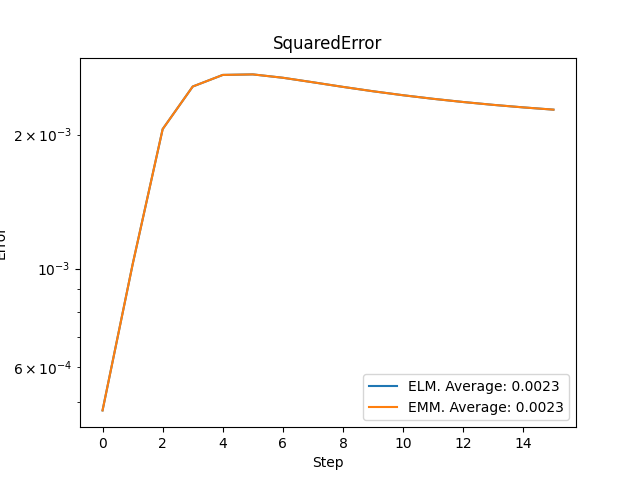 SquaredError
2 × 10⁻³
10⁻³
6 × 10⁻⁴
Error
ELM. Average: 0.0023
EMM. Average: 0.0023
0 2 4 6 8 10 12 14
Step